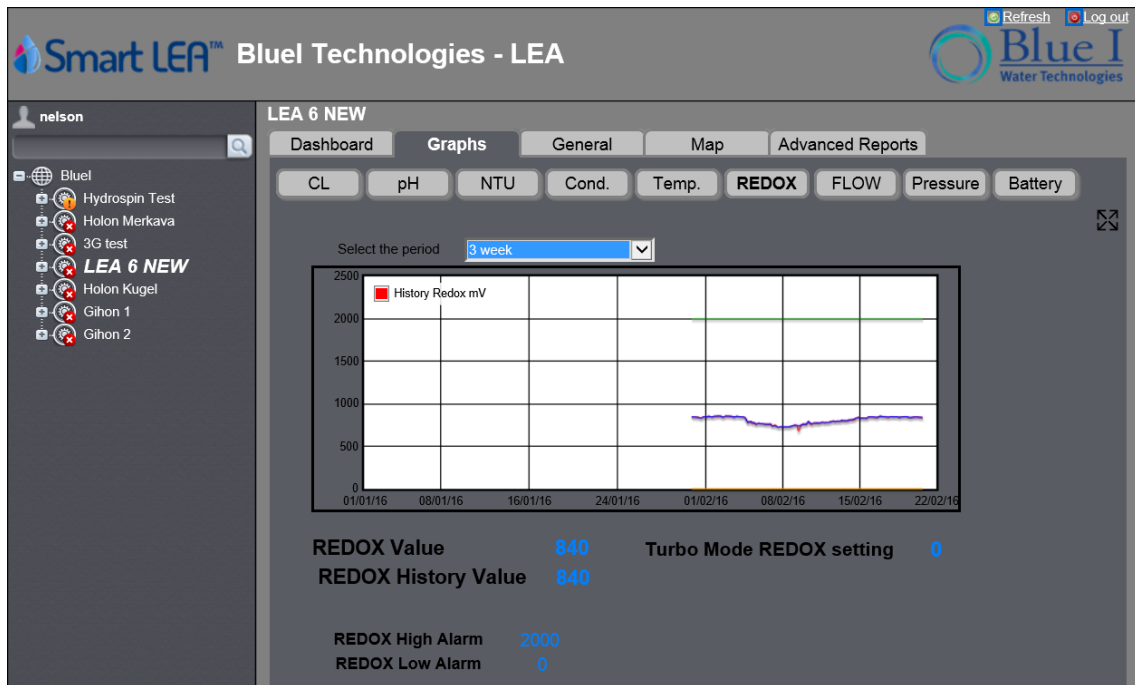 Refresh Log out
Smart LEA™ BlueI Technologies - LEA
Blue I
Water Technologies
nelson
LEA 6 NEW
Dashboard Graphs General Map Advanced Reports
BlueI
Hydrospin Test
Holon Merkava
3G test
LEA 6 NEW
Holon Kugel
Gihon 1
Gihon 2
CL pH NTU Cond. Temp. REDOX FLOW Pressure Battery
Select the period 3 week
2500
History Redox mV
2000
1500
1000
500
0
01/01/16 08/01/16 16/01/16 24/01/16 01/02/16 08/02/16 15/02/16 22/02/16
REDOX Value 840 Turbo Mode REDOX setting 0
REDOX History Value 840
REDOX High Alarm 2000
REDOX Low Alarm 0